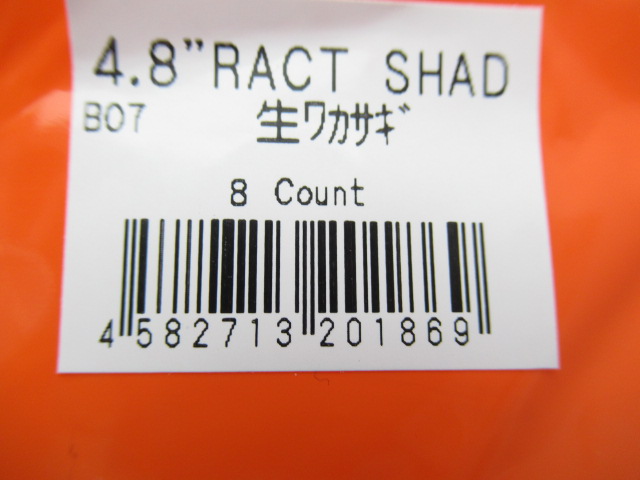 4.8"RACT SHAD
B07 生ﾜｶｻｷﾞ
8 Count
4 582713 201869